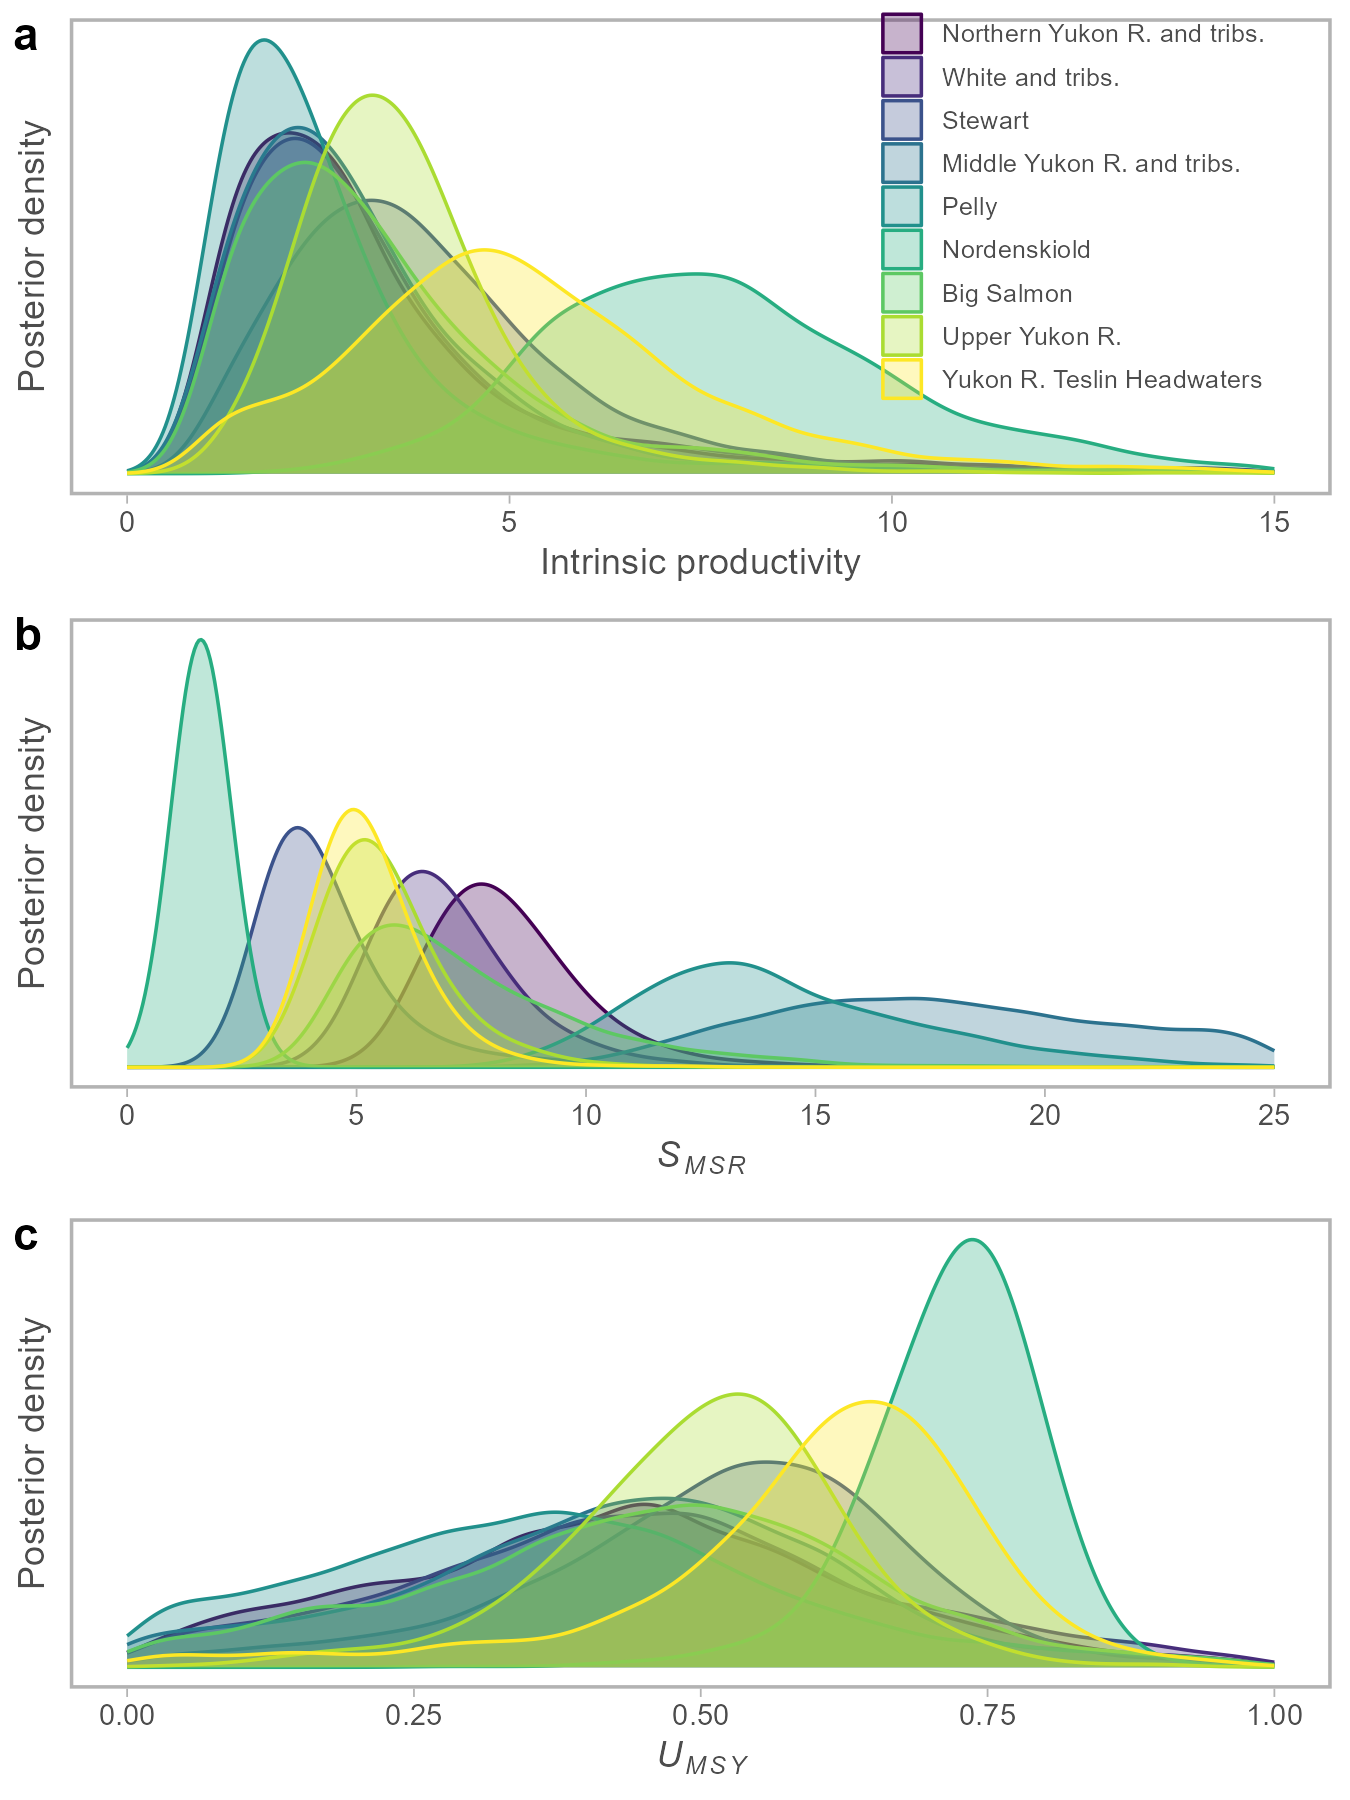 a
Posterior density
Northern Yukon R. and tribs.
White and tribs.
Stewart
Middle Yukon R. and tribs.
Pelly
Nordenskiold
Big Salmon
Upper Yukon R.
Yukon R. Teslin Headwaters
0 5 10 15
Intrinsic productivity
b
Posterior density
0 5 10 15 20 25
S MSR
c
Posterior density
0.00 0.25 0.50 0.75 1.00
U MSY